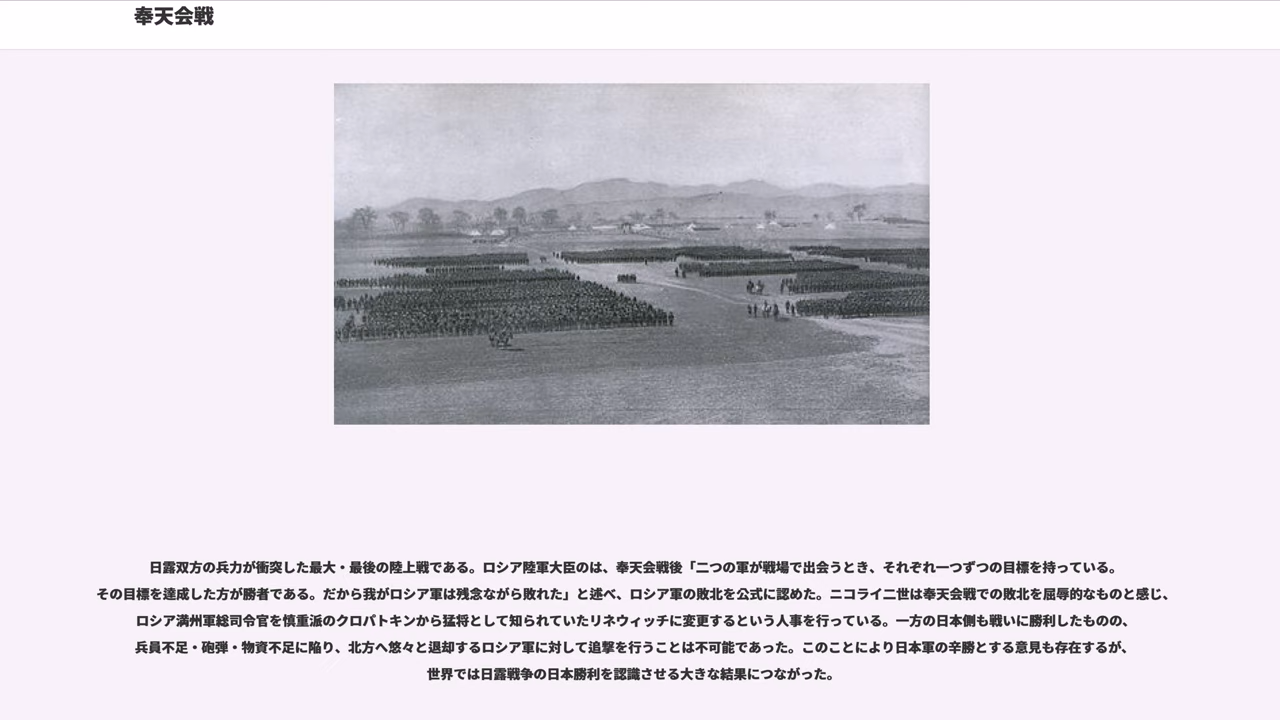 奉天会戦
日露双方の兵力が衝突した最大・最後の陸上戦である。ロシア陸軍大臣のは、奉天会戦後「二つの軍が戦場で出会うとき、それぞれ一つずつの目標を持っている。
その目標を達成した方が勝者である。だから我がロシア軍は残念ながら敗れた」と述べ、ロシア軍の敗北を公式に認めた。ニコライ二世は奉天会戦での敗北を屈辱的なものと感じ、
ロシア満州軍総司令官を慎重派のクロパトキンから猛将として知られていたリネウィッチに変更するという人事を行っている。一方の日本側も戦いに勝利したものの、
兵員不足・砲弾・物資不足に陥り、北方へ悠々と退却するロシア軍に対して追撃を行うことは不可能であった。このことにより日本軍の辛勝とする意見も存在するが、
世界では日露戦争の日本勝利を認識させる大きな結果につながった。